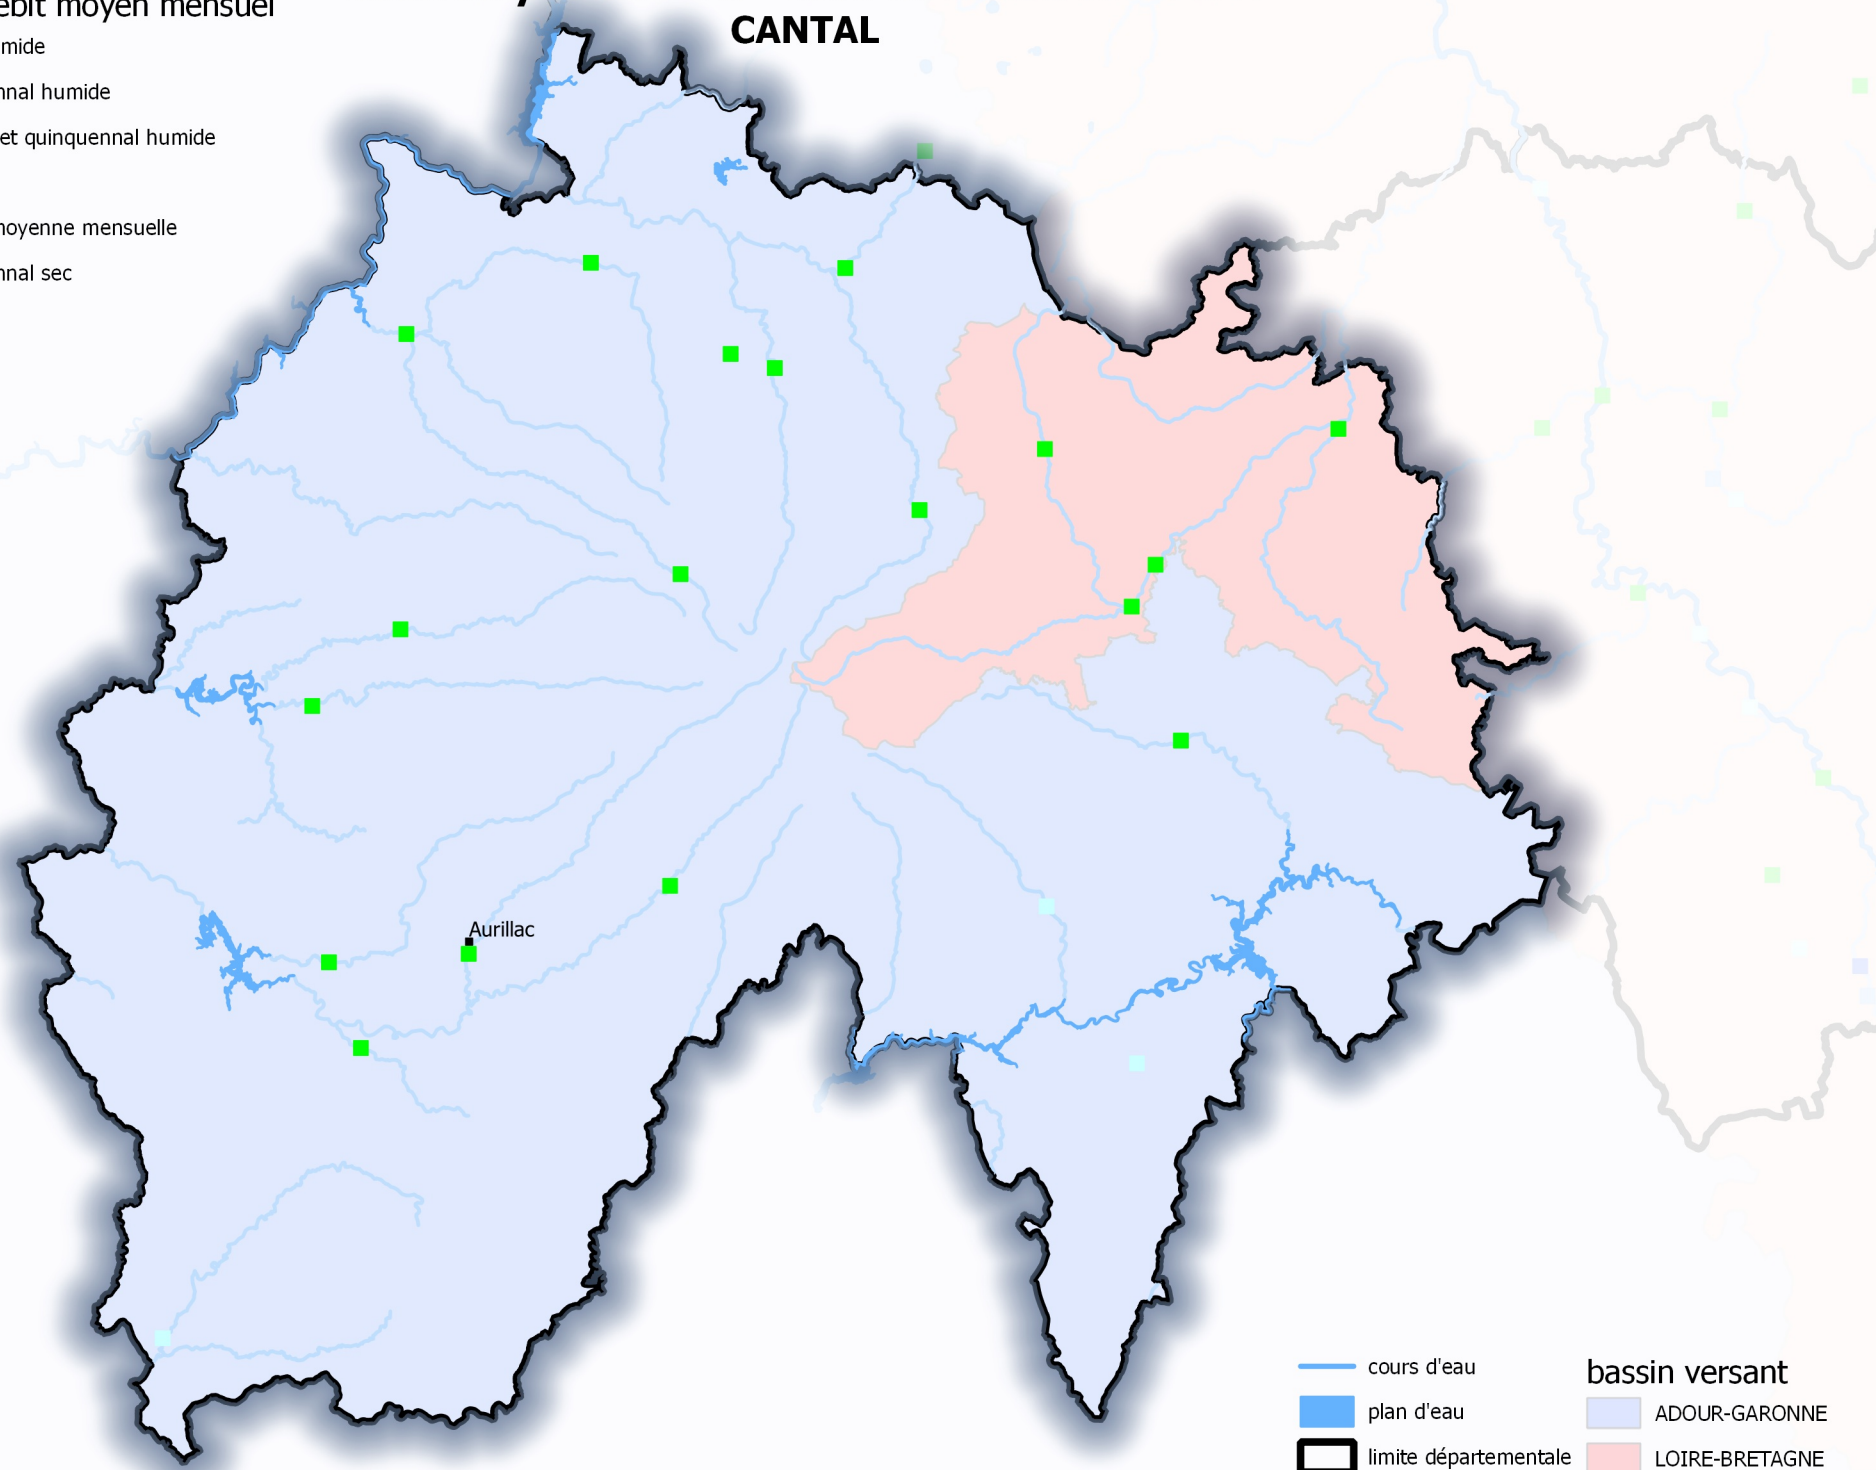 ébit moyen mensuel
CANTAL
mide
nnal humide
et quinquennal humide
moyenne mensuelle
nnal sec
Aurillac
cours d'eau
plan d'eau
limite départementale
bassin versant
ADOUR-GARONNE
LOIRE-BRETAGNE